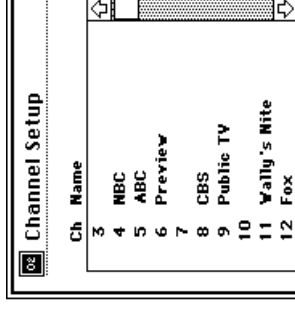 02 Channel Setup
Ch Name
3
4 NBC
5 ABC
6 Preview
7
8 CBS
9 Public TV
10
11 Wally's Nite
12 Fox